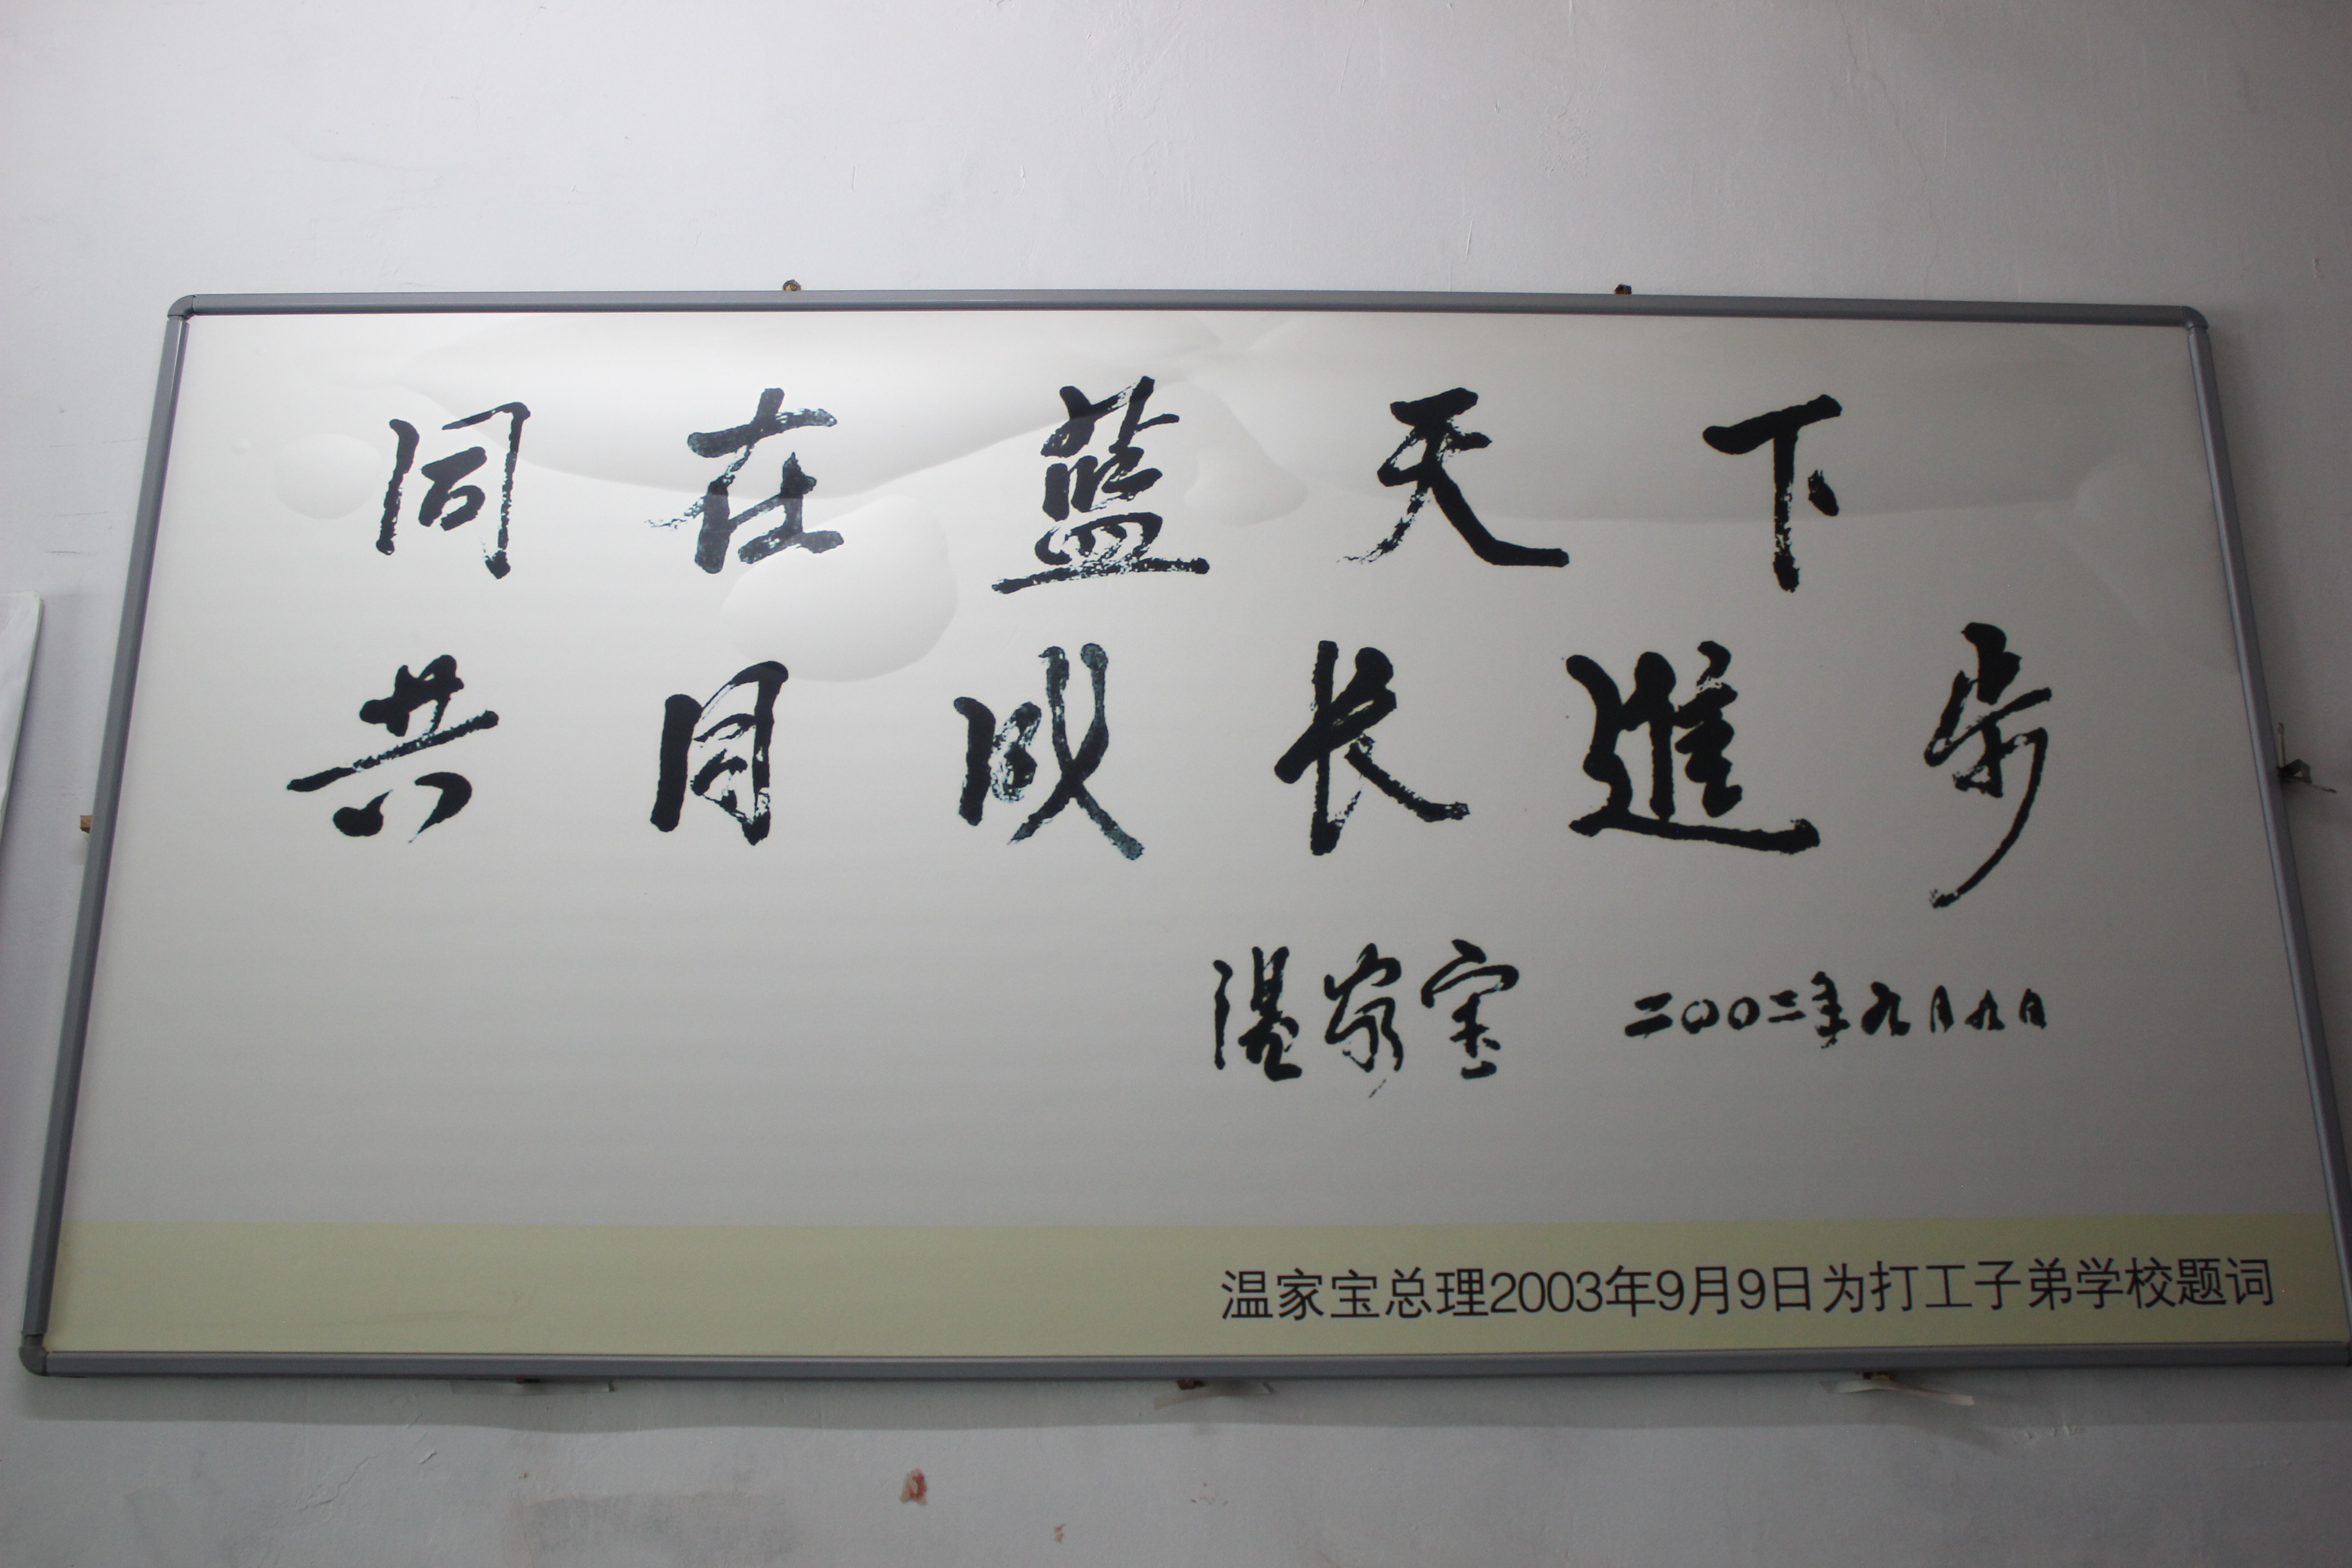 同在蓝天下
共同成长進步
温家宝 二〇〇三年九月九日
温家宝总理2003年9月9日为打工子弟学校题词